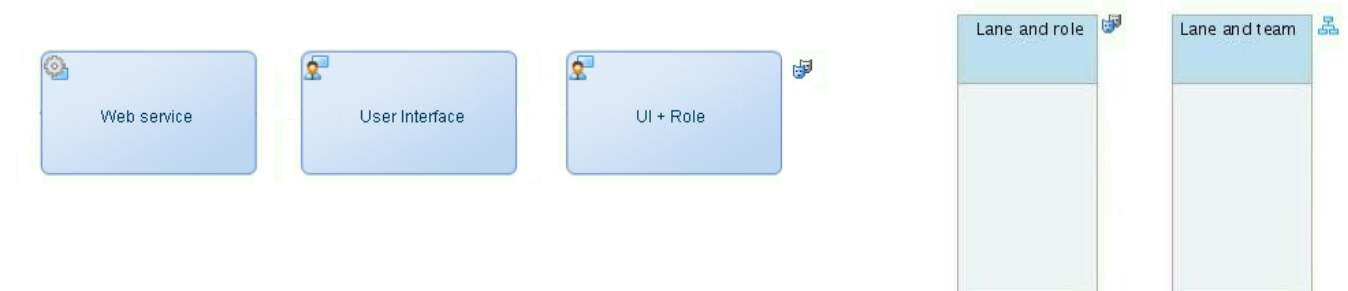 Lane and role
Lane and team
Web service
User Interface
UI + Role